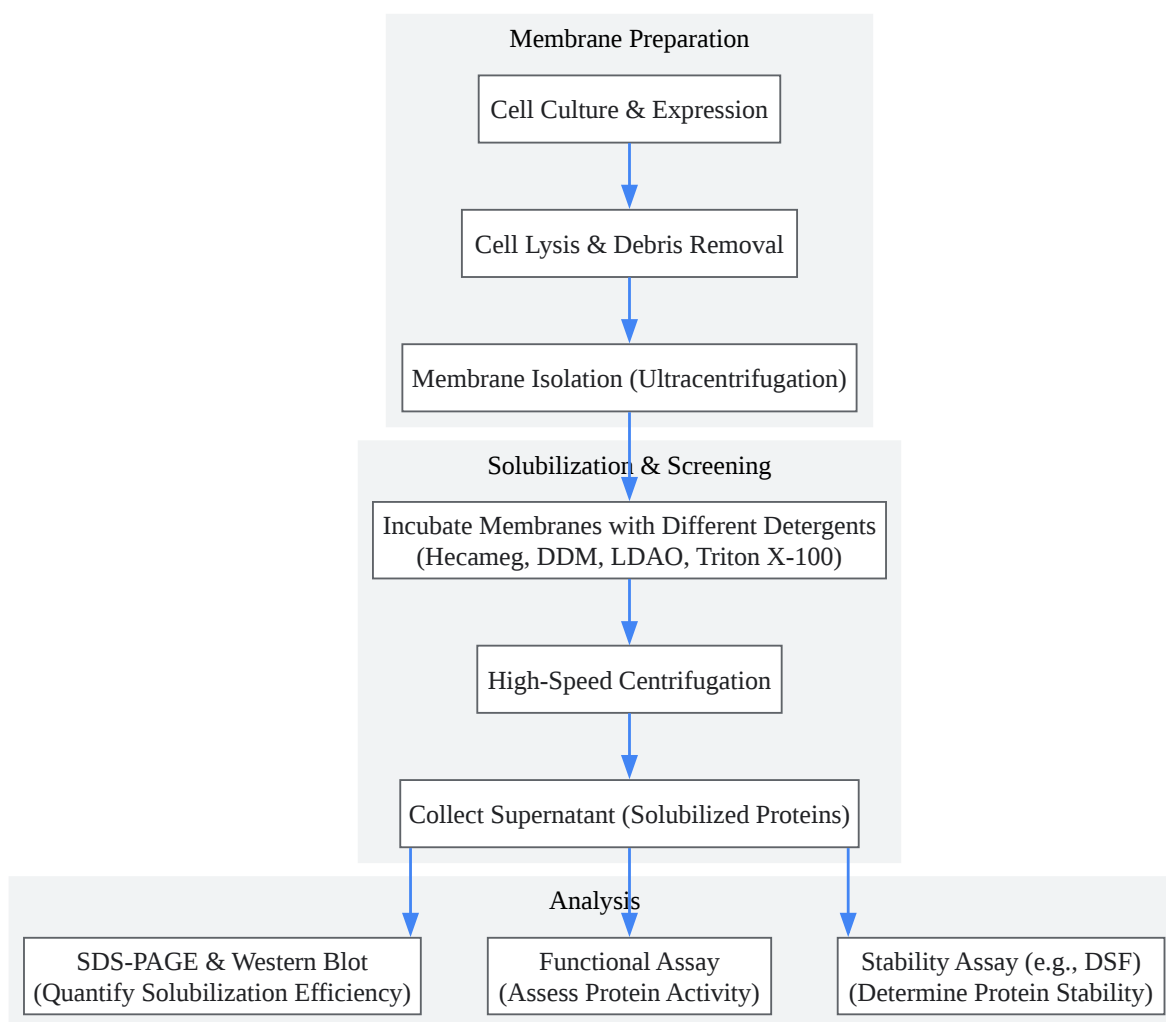 Membrane Preparation
Cell Culture & Expression
Cell Lysis & Debris Removal
Membrane Isolation (Ultracentrifugation)
Solubilization & Screening
Incubate Membranes with Different Detergents
(Hecameg, DDM, LDAO, Triton X-100)
High-Speed Centrifugation
Collect Supernatant (Solubilized Proteins)
Analysis
SDS-PAGE & Western Blot
(Quantify Solubilization Efficiency)
Functional Assay
(Assess Protein Activity)
Stability Assay (e.g., DSF)
(Determine Protein Stability)